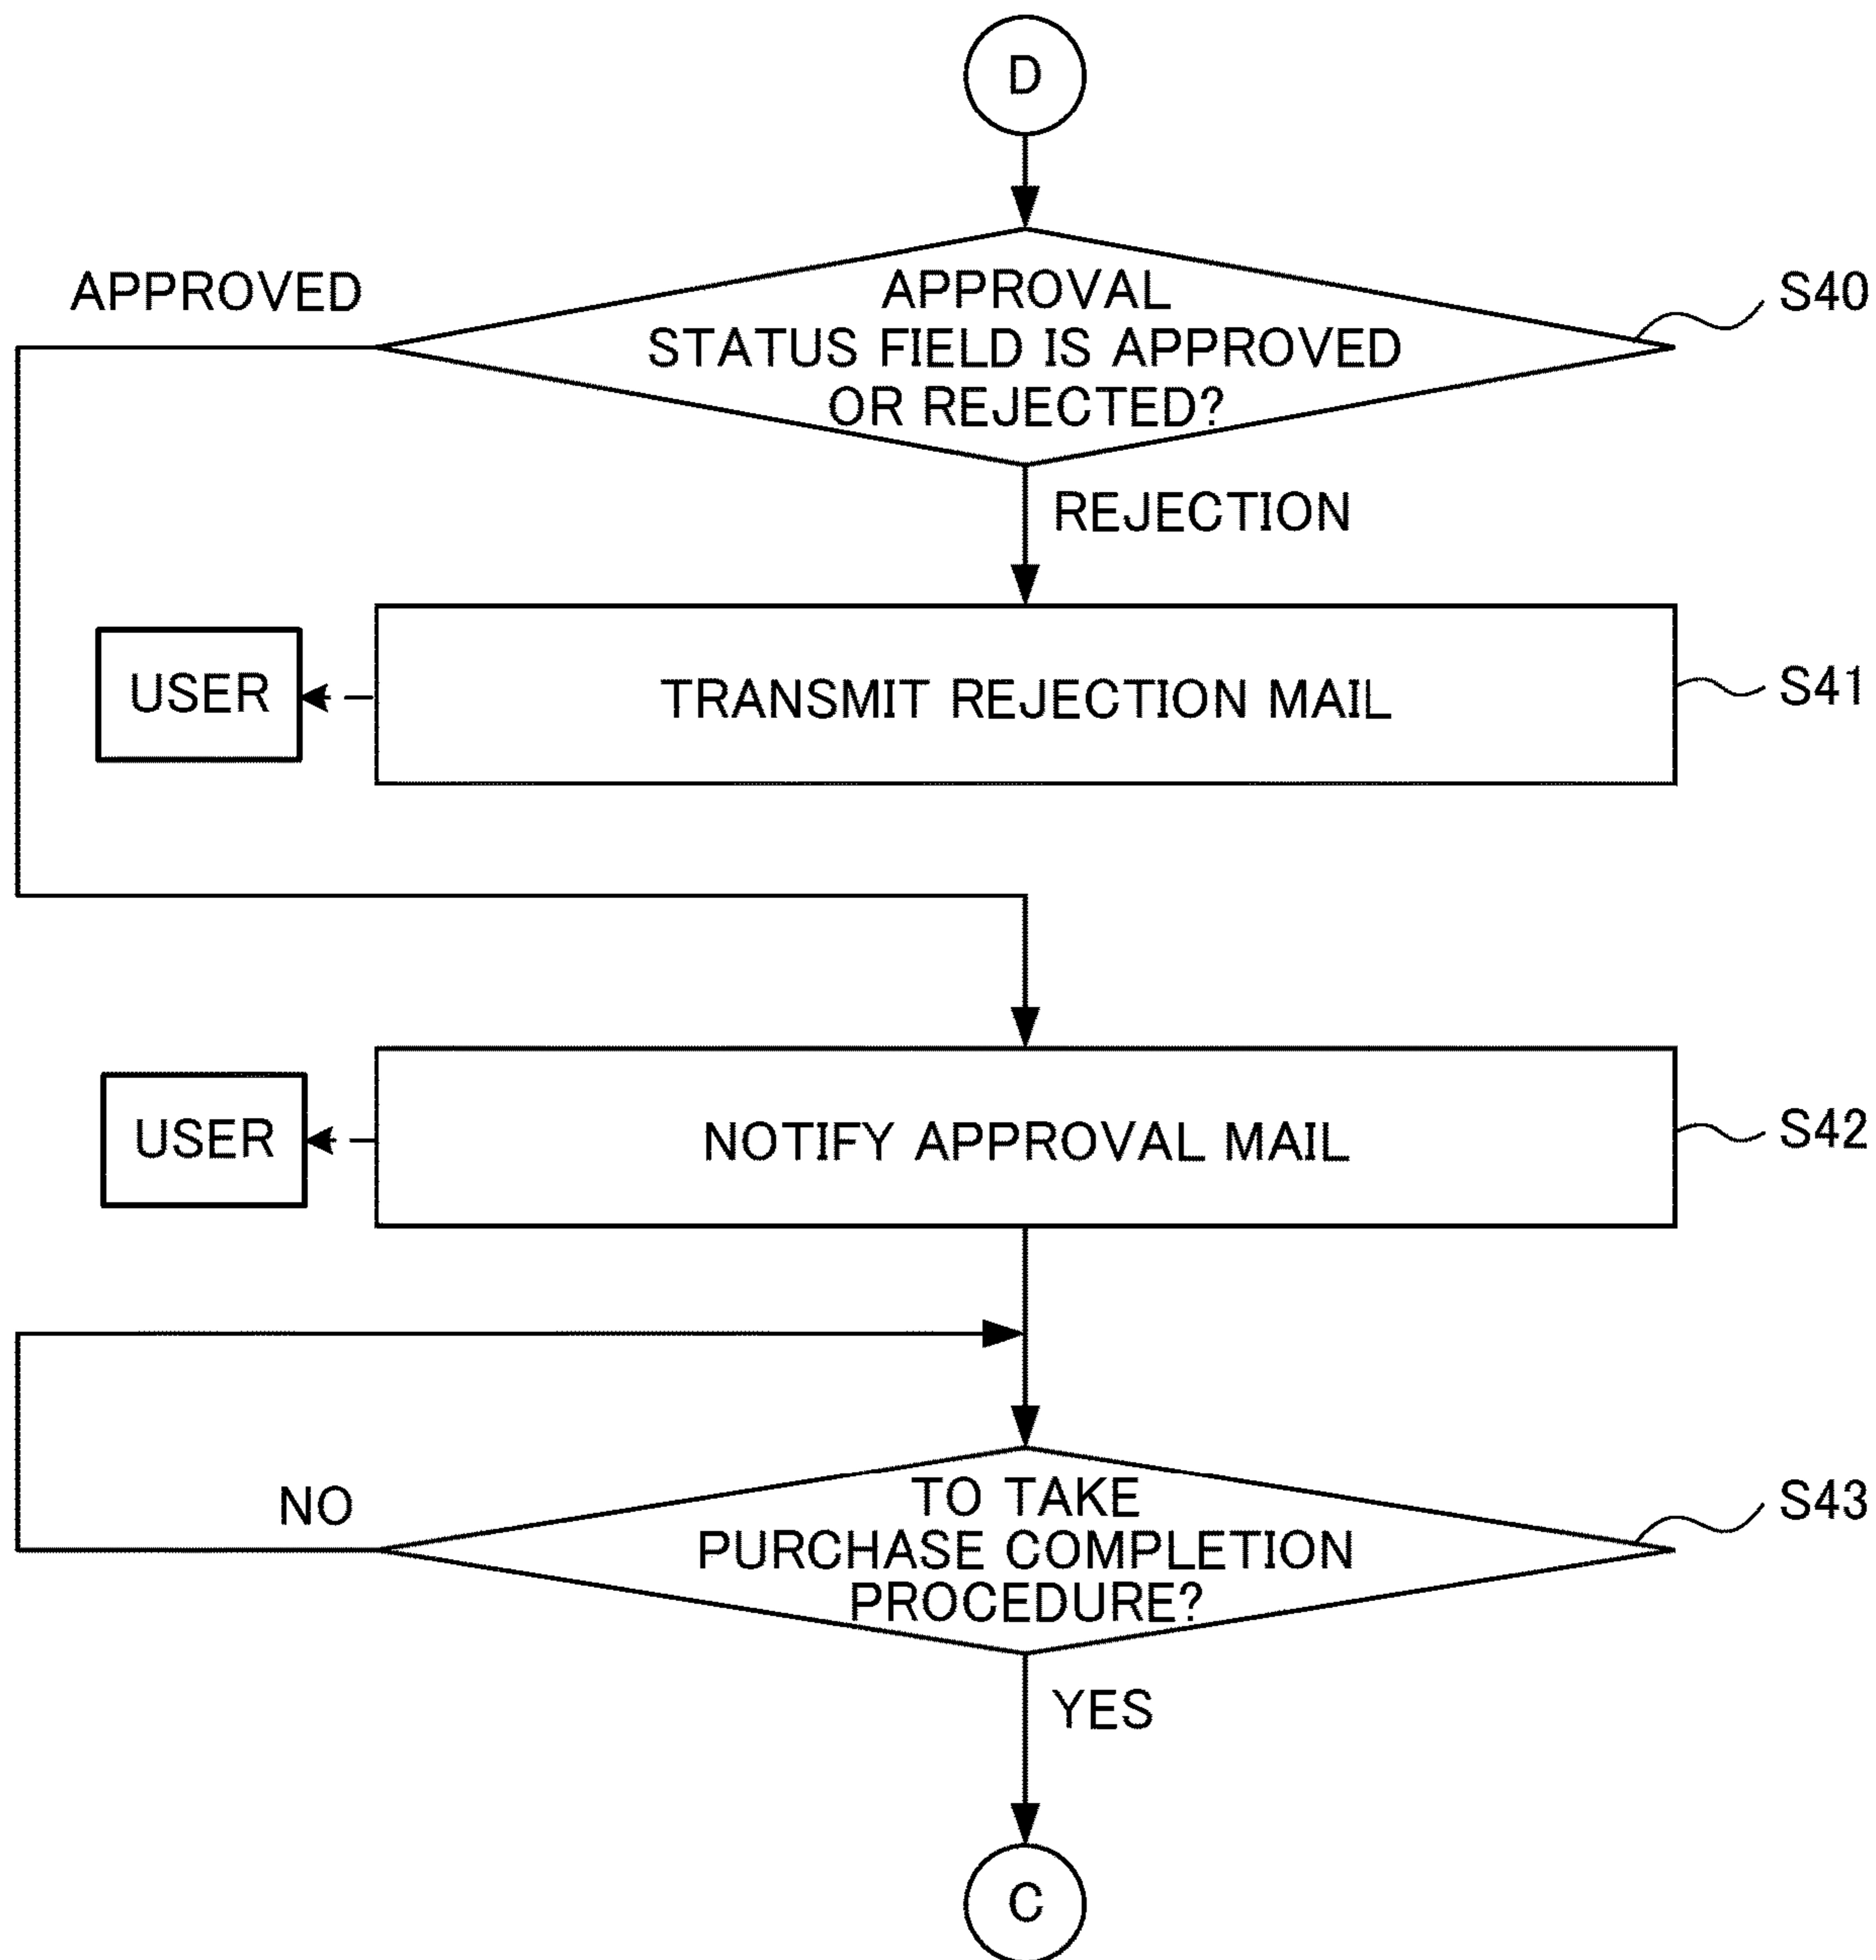 D
APPROVED
APPROVAL
STATUS FIELD IS APPROVED
OR REJECTED?
S40
REJECTION
USER
TRANSMIT REJECTION MAIL
S41
USER
NOTIFY APPROVAL MAIL
S42
NO
TO TAKE
PURCHASE COMPLETION
PROCEDURE?
S43
YES
C